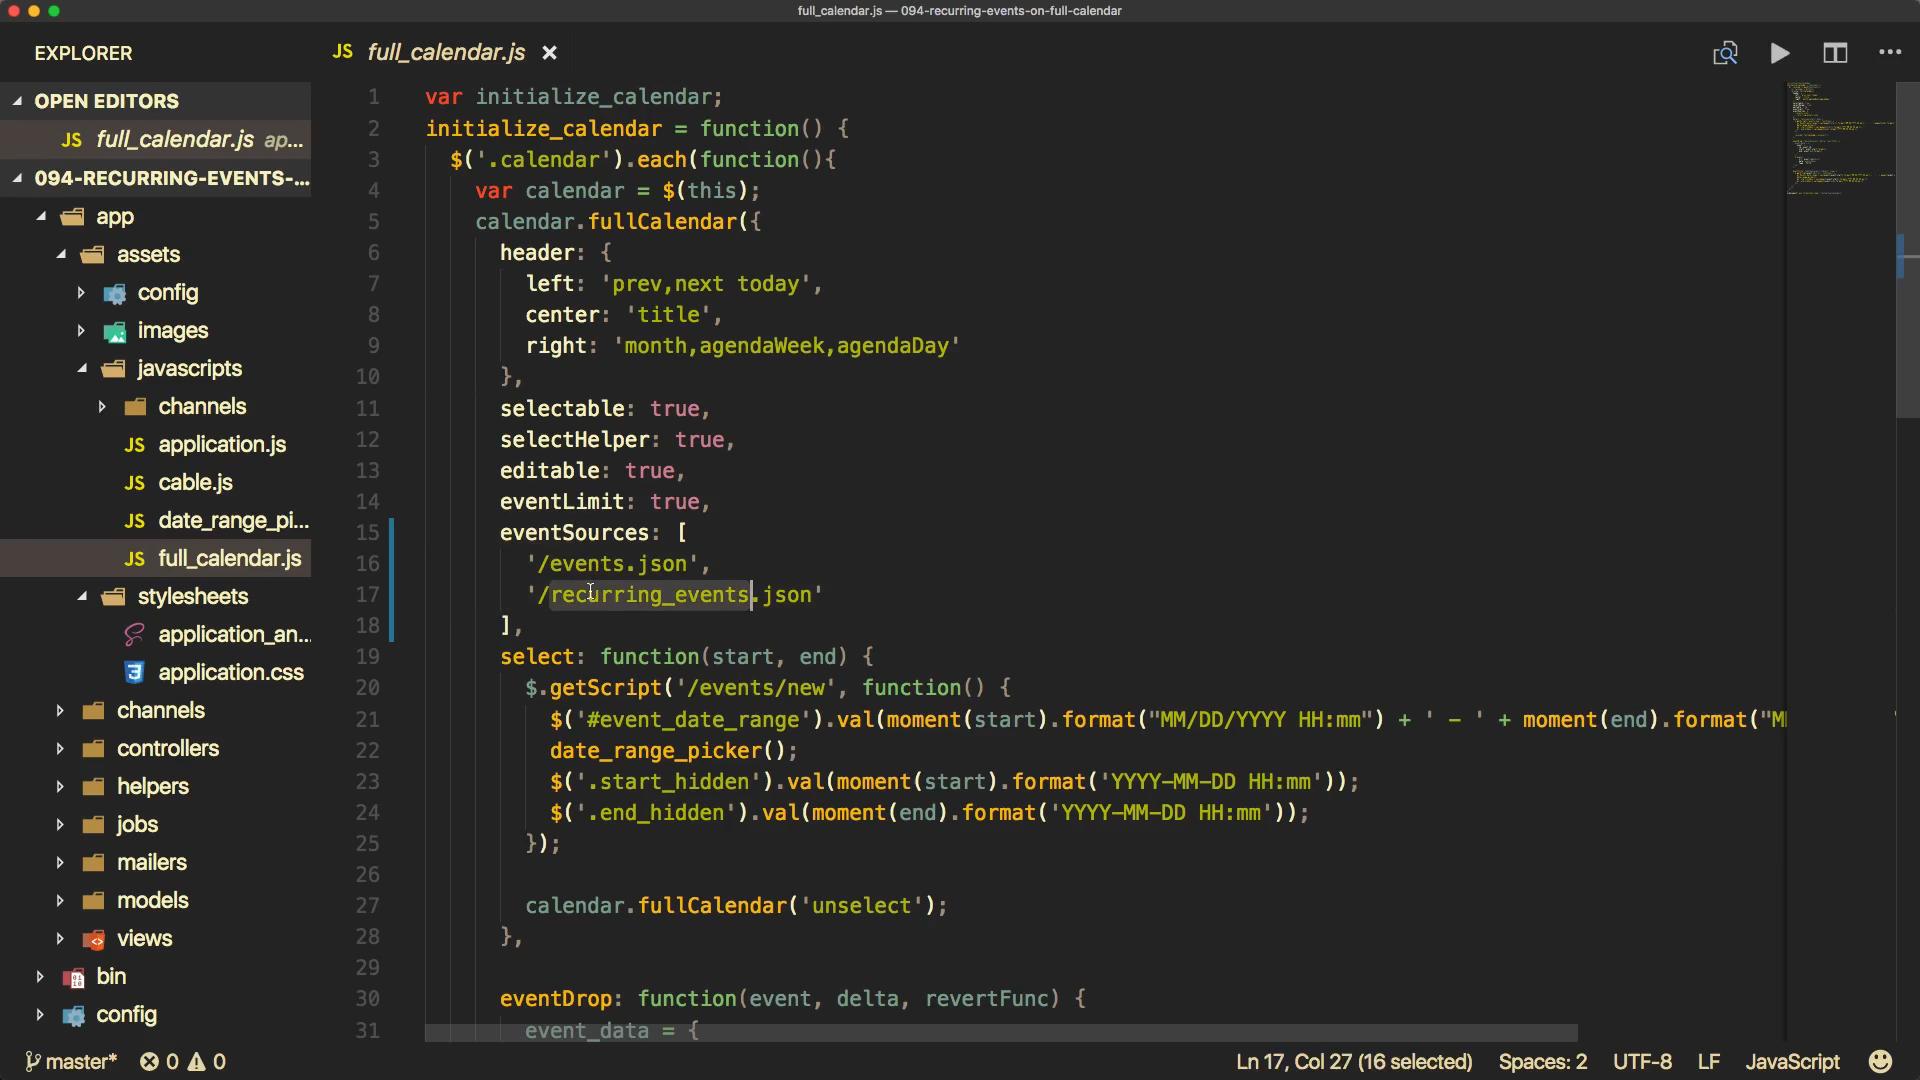 full_calendar.js — 094-recurring-events-on-full-calendar
EXPLORER
OPEN EDITORS
JS full_calendar.js ap...
094-RECURRING-EVENTS-...
app
assets
config
images
javascripts
channels
JS application.js
JS cable.js
JS date_range_pi...
JS full_calendar.js
stylesheets
application_an...
application.css
channels
controllers
helpers
jobs
mailers
models
views
bin
config
JS full_calendar.js ×
1 var initialize_calendar;
2 initialize_calendar = function() {
3 $('.calendar').each(function(){
4 var calendar = $(this);
5 calendar.fullCalendar({
6 header: {
7 left: 'prev,next today',
8 center: 'title',
9 right: 'month,agendaWeek,agendaDay'
10 },
11 selectable: true,
12 selectHelper: true,
13 editable: true,
14 eventLimit: true,
15 eventSources: [
16 '/events.json',
17 '/recurring_events.json'
18 ],
19 select: function(start, end) {
20 $.getScript('/events/new', function() {
21 $('#event_date_range').val(moment(start).format("MM/DD/YYYY HH:mm") + ' - ' + moment(end).format("M
22 date_range_picker();
23 $('.start_hidden').val(moment(start).format('YYYY-MM-DD HH:mm'));
24 $('.end_hidden').val(moment(end).format('YYYY-MM-DD HH:mm'));
25 });
26
27 calendar.fullCalendar('unselect');
28 },
29
30 eventDrop: function(event, delta, revertFunc) {
31 event_data = {
master* 0 0
Ln 17, Col 27 (16 selected) Spaces: 2 UTF-8 LF JavaScript